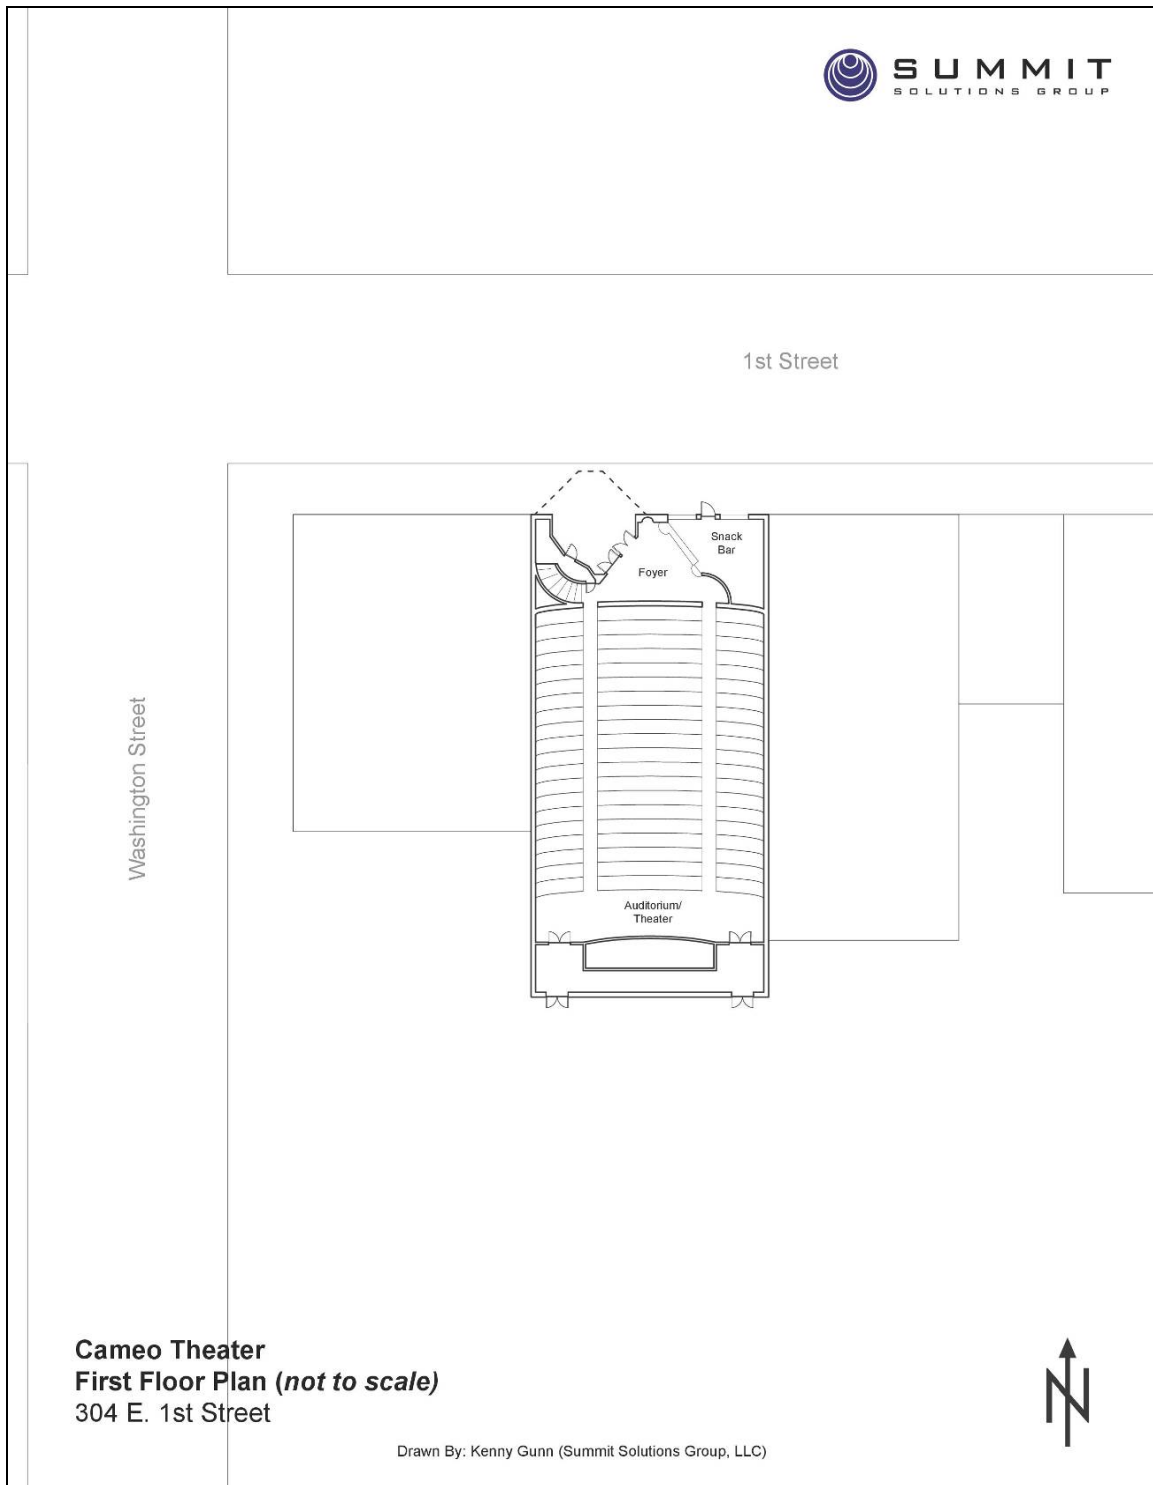 SUMMIT
SOLUTIONS GROUP
1st Street
Snack
Bar
Foyer
Washington Street
Auditorium/
Theater
Cameo Theater
First Floor Plan (not to scale)
304 E. 1st Street
N
Drawn By: Kenny Gunn (Summit Solutions Group, LLC)